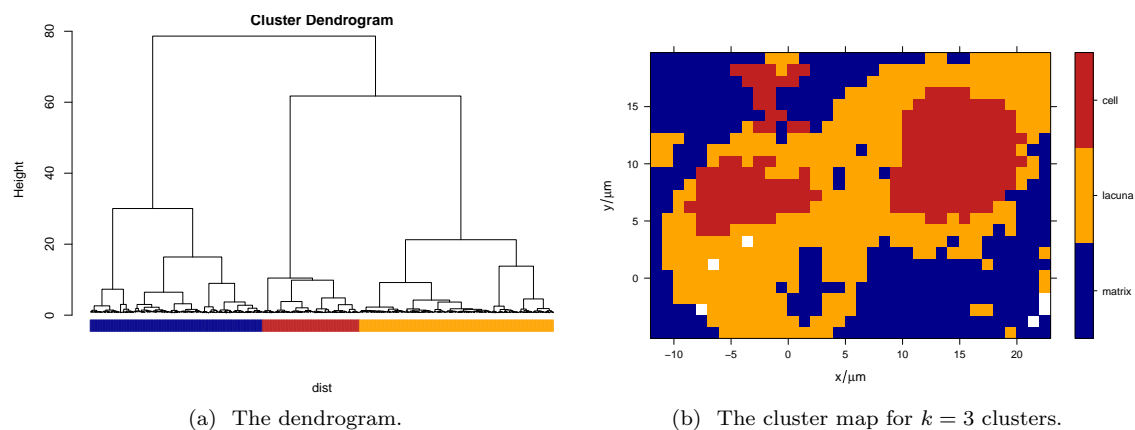 Cluster Dendrogram
80
60
40
20
0
Height
dist
(a) The dendrogram.
15
10
5
0
y/μm
−10 −5 0 5 10 15 20
x/μm
cell
lacuna
matrix
(b) The cluster map for k = 3 clusters.